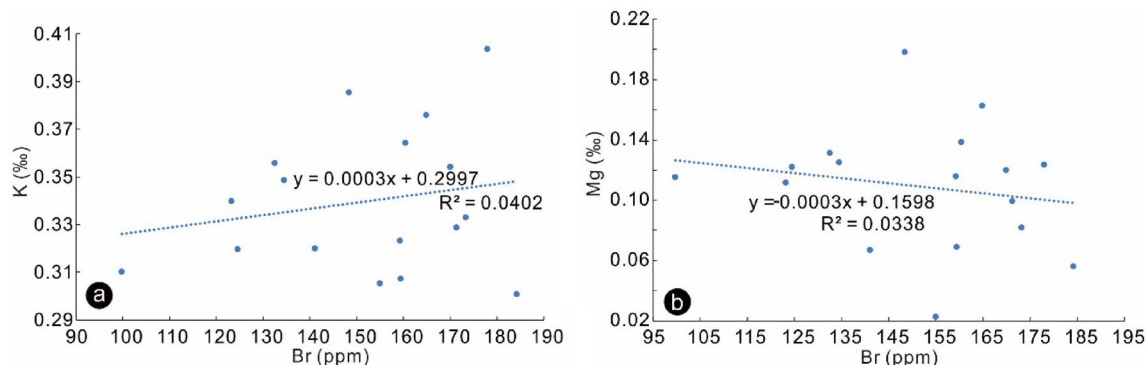 0.41
0.39
0.37
0.35
0.33
0.31
0.29
K (‰)
y = 0.0003x + 0.2997
R² = 0.0402
a
90 100 110 120 130 140 150 160 170 180 190
Br (ppm)
0.22
0.18
0.14
0.10
0.06
0.02
Mg (‰)
y =-0.0003x + 0.1598
R² = 0.0338
b
95 105 115 125 135 145 155 165 175 185 195
Br (ppm)